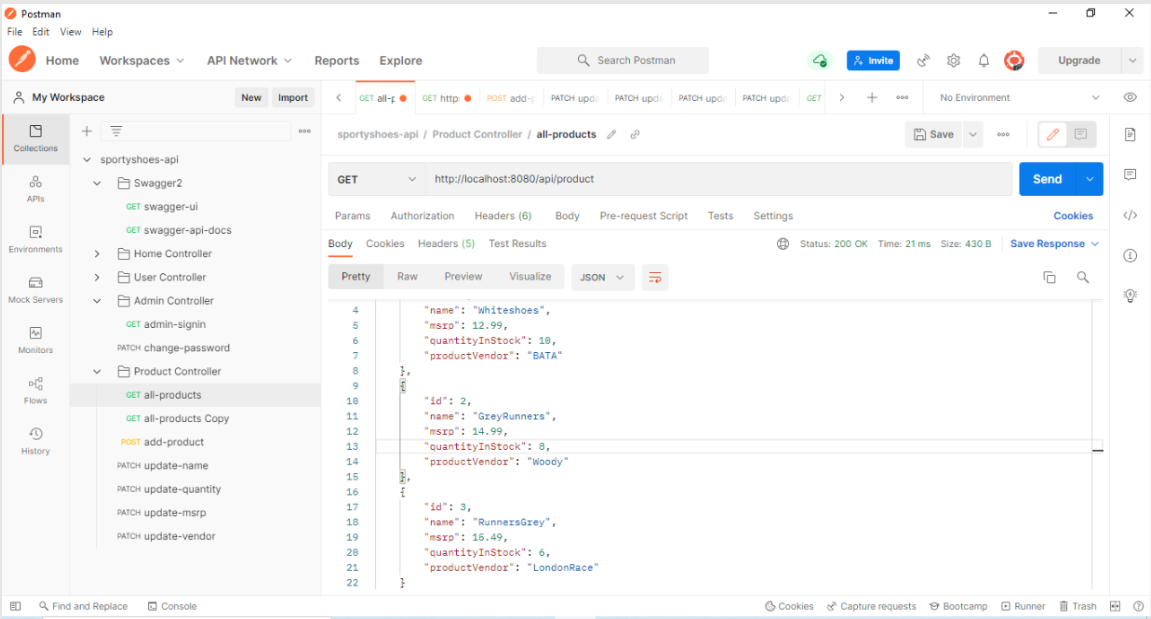 Postman
File Edit View Help
Home Workspaces API Network Reports Explore
Search Postman
Invite
Upgrade
My Workspace
New Import
GET all-p GET http: POST add-p PATCH upda PATCH upda PATCH upda PATCH upda GET
No Environment
sportyshoes-api / Product Controller / all-products
Save
GET http://localhost:8080/api/product
Send
Params Authorization Headers (6) Body Pre-request Script Tests Settings
Cookies
Body Cookies Headers (5) Test Results
Status: 200 OK Time: 21 ms Size: 430 B Save Response
Pretty Raw Preview Visualize JSON
Collections
APIs
Environments
Mock Servers
Monitors
Flows
History
sportyshoes-api
Swagger2
GET swagger-ui
GET swagger-api-docs
Home Controller
User Controller
Admin Controller
GET admin-signin
PATCH change-password
Product Controller
GET all-products
GET all-products Copy
POST add-product
PATCH update-name
PATCH update-quantity
PATCH update-msrp
PATCH update-vendor
4 "name": "Whiteshoes",
5 "msrp": 12.99,
6 "quantityInStock": 10,
7 "productVendor": "BATA"
8 },
9 {
10 "id": 2,
11 "name": "GreyRunners",
12 "msrp": 14.99,
13 "quantityInStock": 8,
14 "productVendor": "Woody"
15 },
16 {
17 "id": 3,
18 "name": "RunnersGrey",
19 "msrp": 15.49,
20 "quantityInStock": 6,
21 "productVendor": "LondonRace"
22 }
Find and Replace Console
Cookies Capture requests Bootcamp Runner Trash